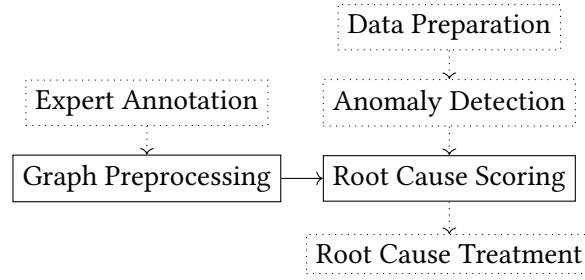 Data Preparation
Expert Annotation
Anomaly Detection
Graph Preprocessing
Root Cause Scoring
Root Cause Treatment